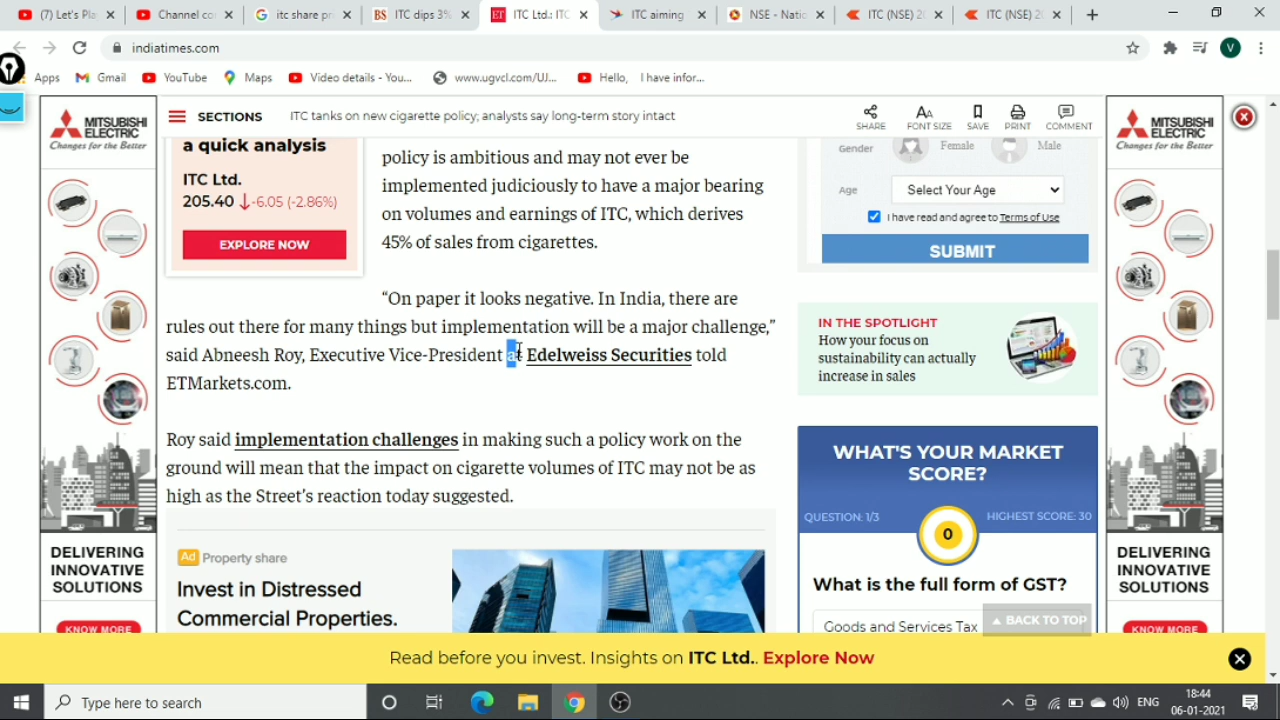 (7) Let's Pla
Channel co
itc share pri
ITC dips 3%
ITC Ltd.: ITC
ITC aiming
NSE - Natio
ITC (NSE) 20
ITC (NSE) 20
indiatimes.com
V
Apps
Gmail
YouTube
Maps
Video details - You...
www.ugvcl.com/UJ...
Hello, I have infor...
MITSUBISHI
ELECTRIC
Changes for the Better
SECTIONS
ITC tanks on new cigarette policy; analysts say long-term story intact
SHARE
FONT SIZE
SAVE
PRINT
COMMENT
MITSUBISHI
ELECTRIC
Changes for the Better
a quick analysis
ITC Ltd.
205.40 ↓-6.05 (-2.86%)
EXPLORE NOW
policy is ambitious and may not ever be
implemented judiciously to have a major bearing
on volumes and earnings of ITC, which derives
45% of sales from cigarettes.
“On paper it looks negative. In India, there are
rules out there for many things but implementation will be a major challenge,”
said Abneesh Roy, Executive Vice-President at Edelweiss Securities told
ETMarkets.com.
Roy said implementation challenges in making such a policy work on the
ground will mean that the impact on cigarette volumes of ITC may not be as
high as the Street’s reaction today suggested.
Ad Property share
Invest in Distressed
Commercial Properties.
Gender
Female
Male
Age
Select Your Age
I have read and agree to Terms of Use
SUBMIT
IN THE SPOTLIGHT
How your focus on
sustainability can actually
increase in sales
WHAT'S YOUR MARKET
SCORE?
QUESTION: 1/3
HIGHEST SCORE: 30
0
What is the full form of GST?
Goods and Services Tax
BACK TO TOP
DELIVERING
INNOVATIVE
SOLUTIONS
KNOW MORE
DELIVERING
INNOVATIVE
SOLUTIONS
KNOW MORE
Read before you invest. Insights on ITC Ltd.. Explore Now
Type here to search
ENG
18:44
06-01-2021